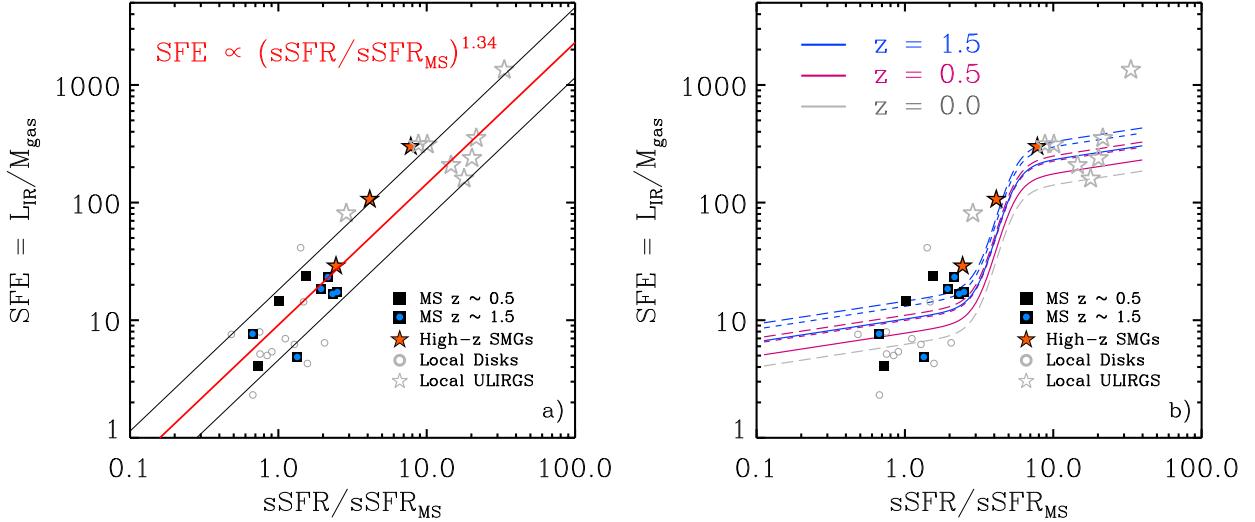 SFE ∝ (sSFR/sSFR_MS)^1.34
1000
100
10
1
SFE = L_IR/M_gas
MS z ~ 0.5
MS z ~ 1.5
High-z SMGs
Local Disks
Local ULIRGS
a)
0.1 1.0 10.0 100.0
sSFR/sSFR_MS
z = 1.5
z = 0.5
z = 0.0
1000
100
10
1
SFE = L_IR/M_gas
MS z ~ 0.5
MS z ~ 1.5
High-z SMGs
Local Disks
Local ULIRGS
b)
0.1 1.0 10.0 100.0
sSFR/sSFR_MS